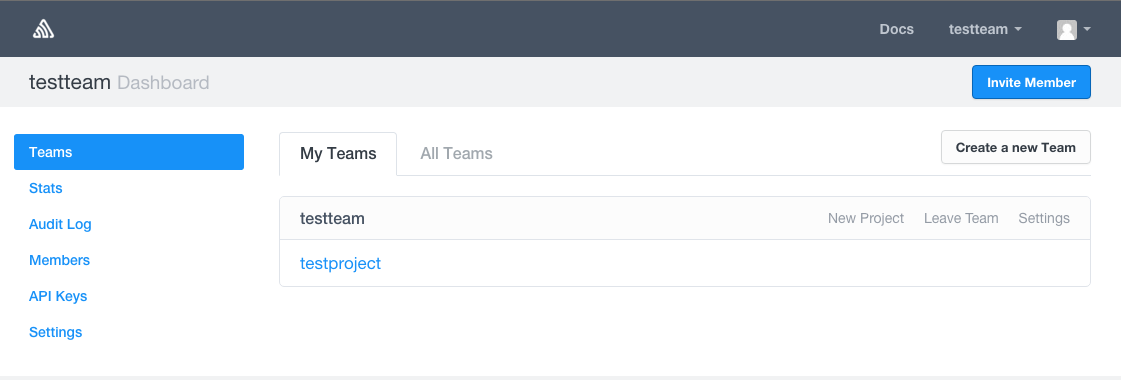 Docs testteam
testteam Dashboard Invite Member
Teams
Stats
Audit Log
Members
API Keys
Settings
My Teams All Teams Create a new Team
testteam New Project Leave Team Settings
testproject